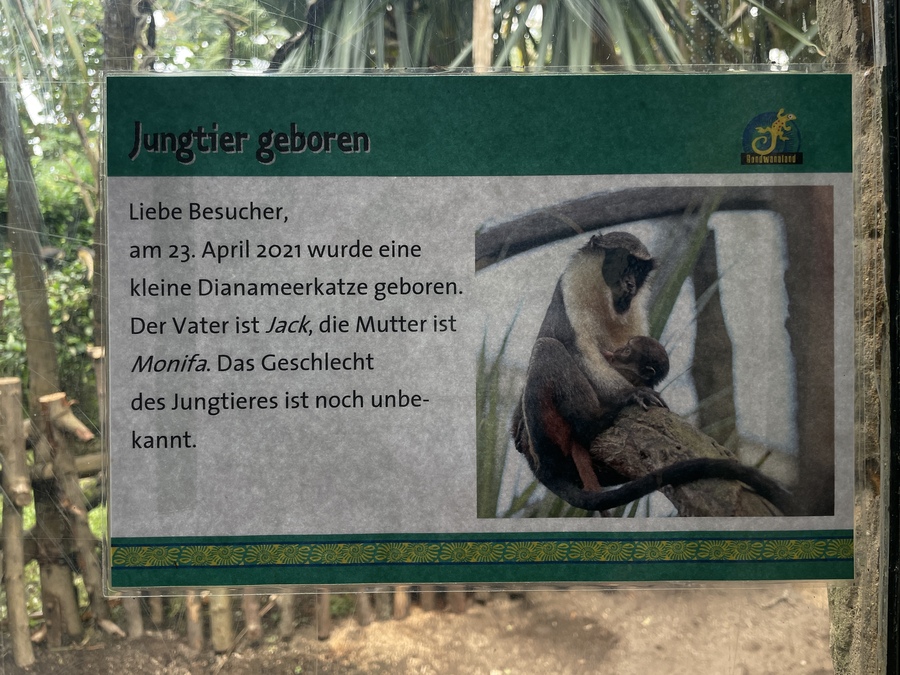 Jungtier geboren
Gondwanaland
Liebe Besucher,
am 23. April 2021 wurde eine
kleine Dianameerkatze geboren.
Der Vater ist Jack, die Mutter ist
Monifa. Das Geschlecht
des Jungtieres ist noch unbe-
kannt.